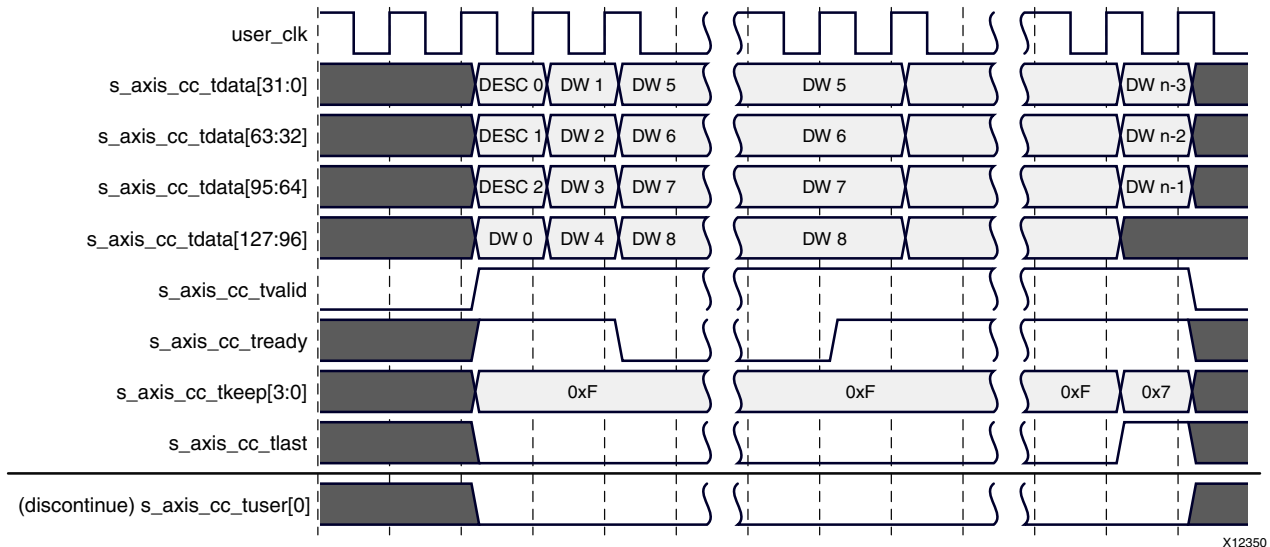 user_clk
s_axis_cc_tdata[31:0] DESC 0 DW 1 DW 5 DW 5 DW n-3
s_axis_cc_tdata[63:32] DESC 1 DW 2 DW 6 DW 6 DW n-2
s_axis_cc_tdata[95:64] DESC 2 DW 3 DW 7 DW 7 DW n-1
s_axis_cc_tdata[127:96] DW 0 DW 4 DW 8 DW 8
s_axis_cc_tvalid
s_axis_cc_tready
s_axis_cc_tkeep[3:0] 0xF 0xF 0xF 0x7
s_axis_cc_tlast
(discontinue) s_axis_cc_tuser[0]
X12350